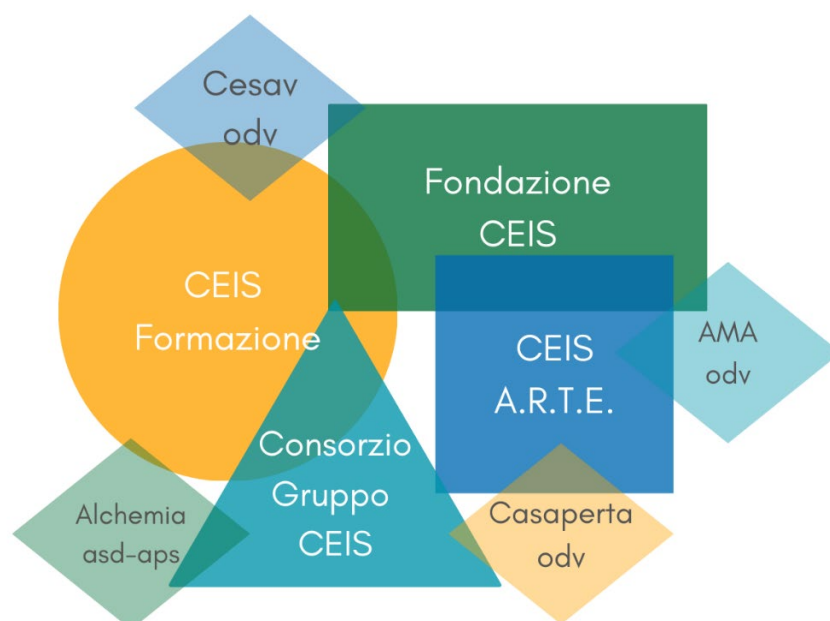 Cesav
odv
Fondazione
CEIS
CEIS
Formazione
CEIS
A.R.T.E.
AMA
odv
Consorzio
Gruppo
CEIS
Alchemia
asd-aps
Casaperta
odv